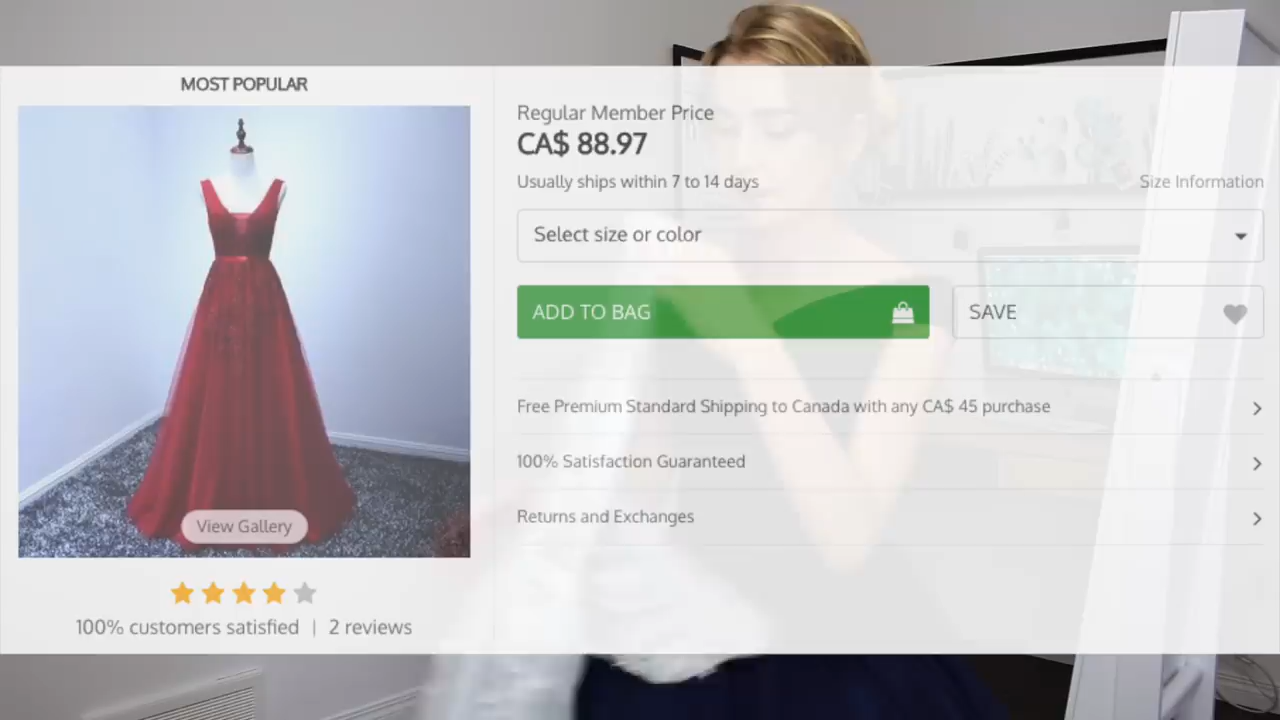 MOST POPULAR
View Gallery
100% customers satisfied | 2 reviews
Regular Member Price
CA$ 88.97
Usually ships within 7 to 14 days
Size Information
Select size or color
ADD TO BAG
SAVE
Free Premium Standard Shipping to Canada with any CA$ 45 purchase
100% Satisfaction Guaranteed
Returns and Exchanges